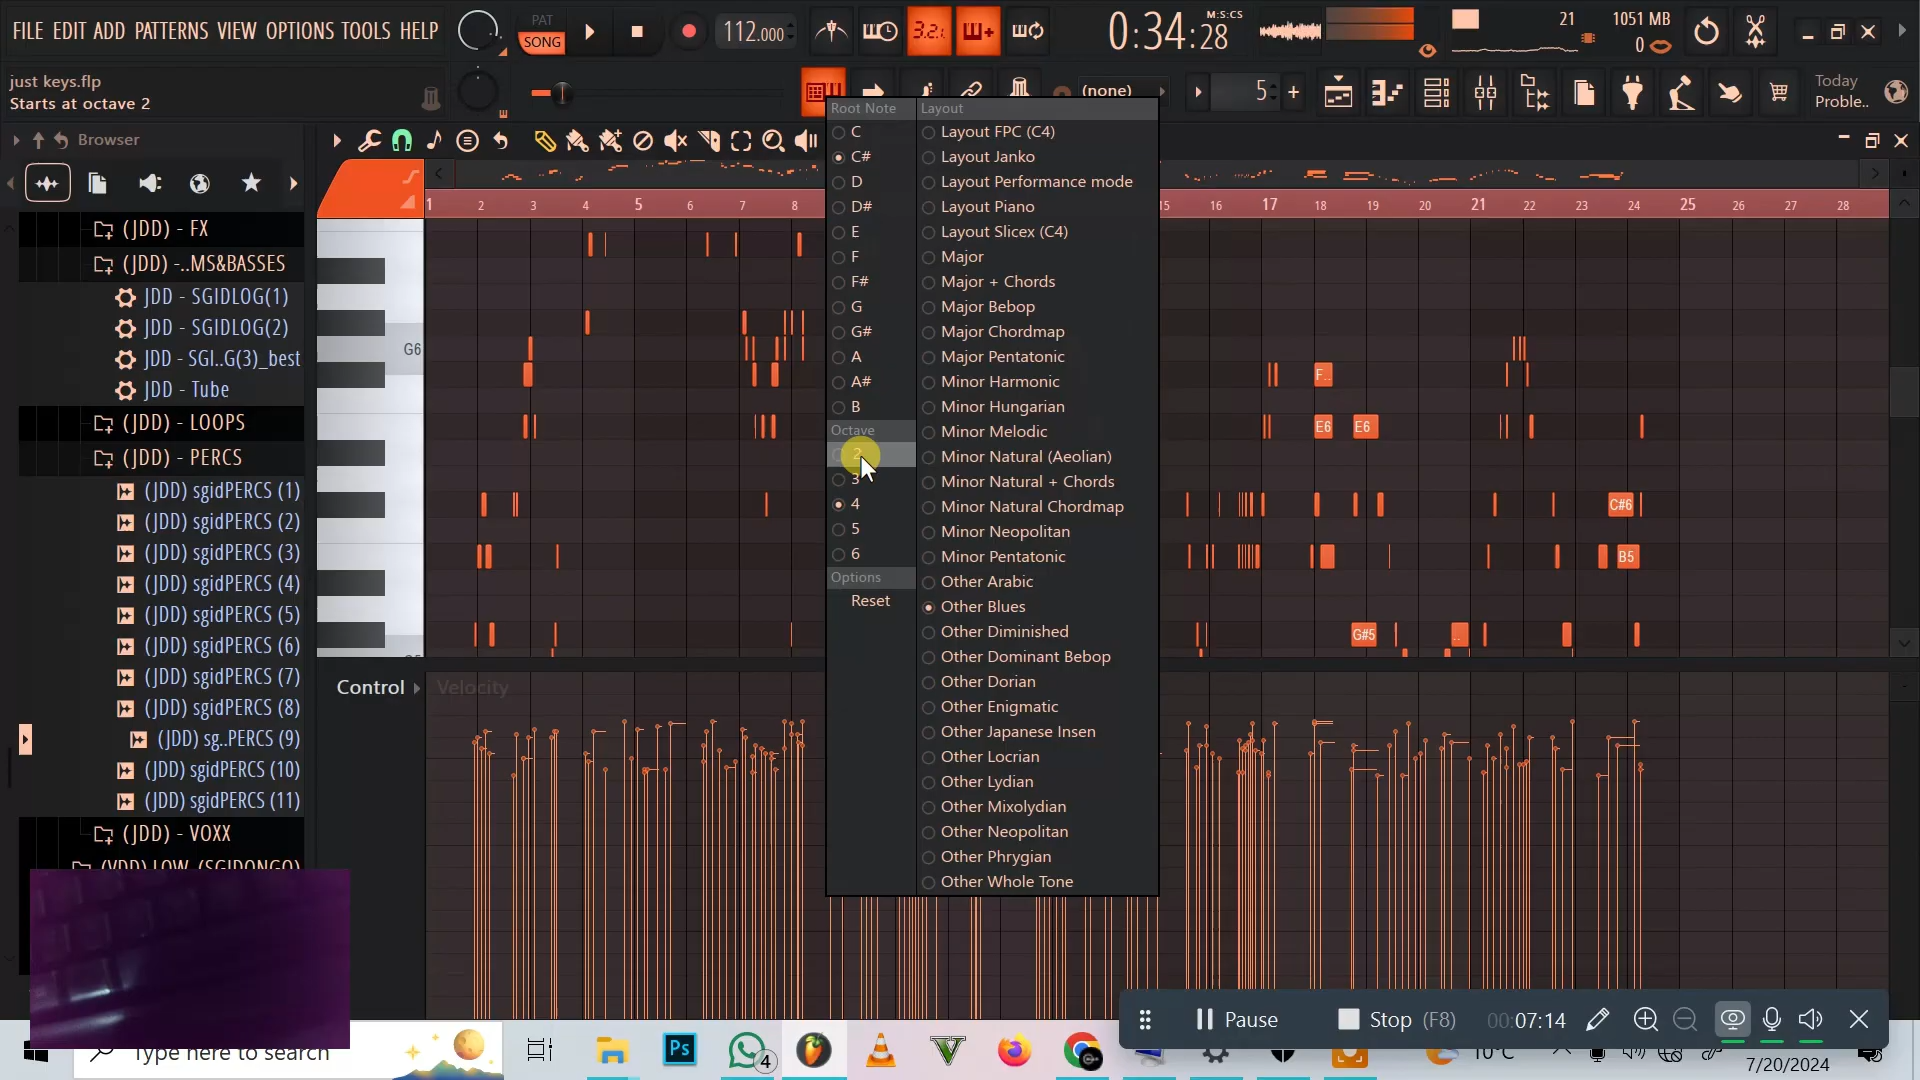 FILE EDIT ADD PATTERNS VIEW OPTIONS TOOLS HELP
PAT
SONG
112.000
3.2.
0:34:28
M:S:CS
21
1051 MB
0
just keys.flp
Starts at octave 2
(none)
5
Today
Proble..
Browser
(JDD) - FX
(JDD) -..MS&BASSES
JDD - SGIDLOG(1)
JDD - SGIDLOG(2)
JDD - SGI..G(3)_best
JDD - Tube
(JDD) - LOOPS
(JDD) - PERCS
(JDD) sgidPERCS (1)
(JDD) sgidPERCS (2)
(JDD) sgidPERCS (3)
(JDD) sgidPERCS (4)
(JDD) sgidPERCS (5)
(JDD) sgidPERCS (6)
(JDD) sgidPERCS (7)
(JDD) sgidPERCS (8)
(JDD) sg..PERCS (9)
(JDD) sgidPERCS (10)
(JDD) sgidPERCS (11)
(JDD) - VOXX
(VDD) LOW (SGIDONGO)
1 2 3 4 5 6 7 8 15 16 17 18 19 20 21 22 23 24 25 26 27 28
G6
F..
E6 E6
C#6
B5
G#5
..
Control Velocity
Root Note
C
C#
D
D#
E
F
F#
G
G#
A
A#
B
Octave
2
3
4
5
6
Options
Reset
Layout
Layout FPC (C4)
Layout Janko
Layout Performance mode
Layout Piano
Layout Slicex (C4)
Major
Major + Chords
Major Bebop
Major Chordmap
Major Pentatonic
Minor Harmonic
Minor Hungarian
Minor Melodic
Minor Natural (Aeolian)
Minor Natural + Chords
Minor Natural Chordmap
Minor Neopolitan
Minor Pentatonic
Other Arabic
Other Blues
Other Diminished
Other Dominant Bebop
Other Dorian
Other Enigmatic
Other Japanese Insen
Other Locrian
Other Lydian
Other Mixolydian
Other Neopolitan
Other Phrygian
Other Whole Tone
Pause
Stop (F8)
00:07:14
Type here to search
Ps
4
10°C
7/20/2024